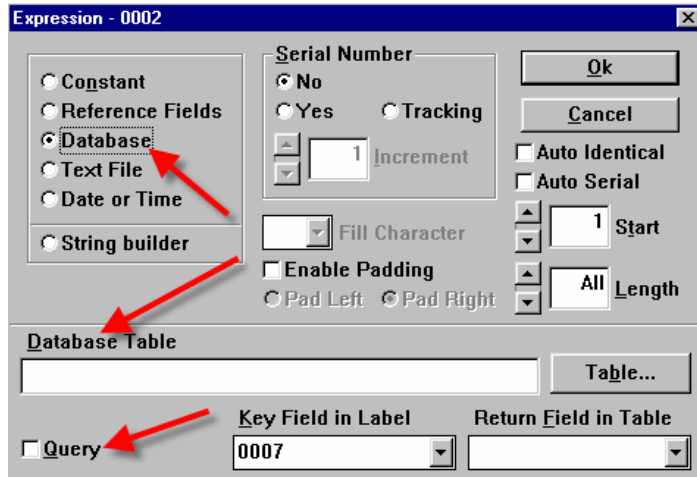 Expression - 0002
Constant
Reference Fields
Database
Text File
Date or Time
String builder
Serial Number
No
Yes
Tracking
1
Increment
Fill Character
Enable Padding
Pad Left
Pad Right
Ok
Cancel
Auto Identical
Auto Serial
1
Start
All
Length
Database Table
Table...
Query
Key Field in Label
0007
Return Field in Table